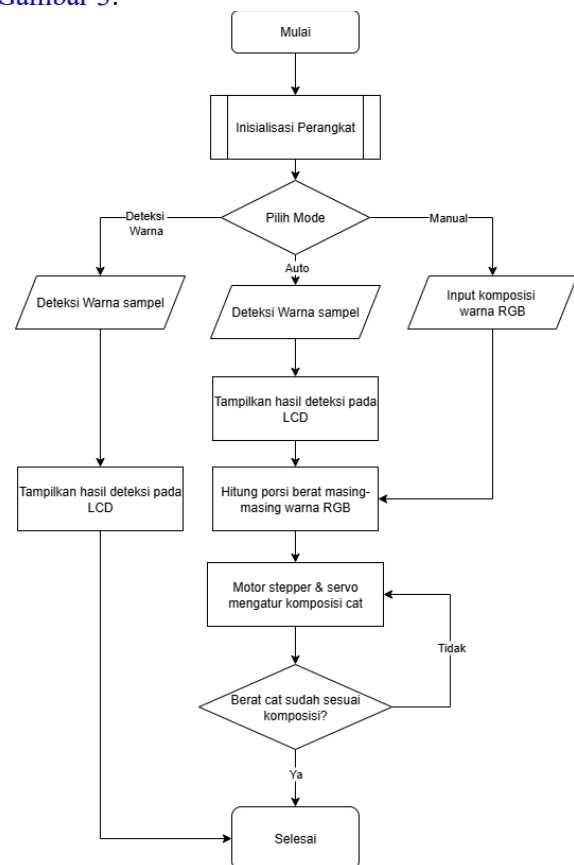 Gambar 5.
Mulai
Inisialisasi Perangkat
Pilih Mode
Deteksi
Warna
Auto
Manual
Deteksi Warna sampel
Deteksi Warna sampel
Input komposisi
warna RGB
Tampilkan hasil deteksi pada
LCD
Tampilkan hasil deteksi pada
LCD
Hitung porsi berat masing-
masing warna RGB
Motor stepper & servo
mengatur komposisi cat
Tidak
Berat cat sudah sesuai
komposisi?
Ya
Selesai